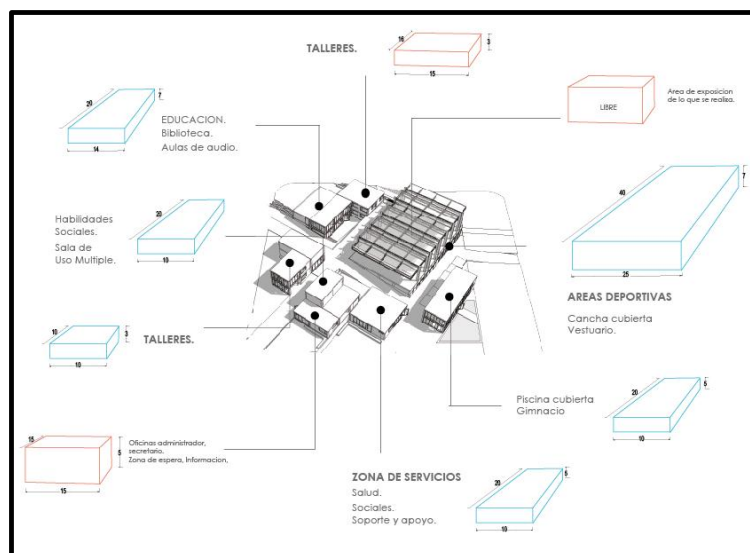 TALLERES.
16
3
15
LIBRE
Area de exposicion
de lo que se realiza.
20
7
14
EDUCACION.
Biblioteca.
Aulas de audio.
40
7
25
AREAS DEPORTIVAS
Cancha cubierta
Vestuario.
Habilidades
Sociales.
Sala de
Uso Multiple.
20
10
10
3
10
TALLERES.
Piscina cubierta
Gimnacio
20
5
10
15
5
15
Oficinas administrador,
secretario.
Zona de espera, Informacion,
ZONA DE SERVICIOS
Salud.
Sociales.
Soporte y apoyo.
20
5
10